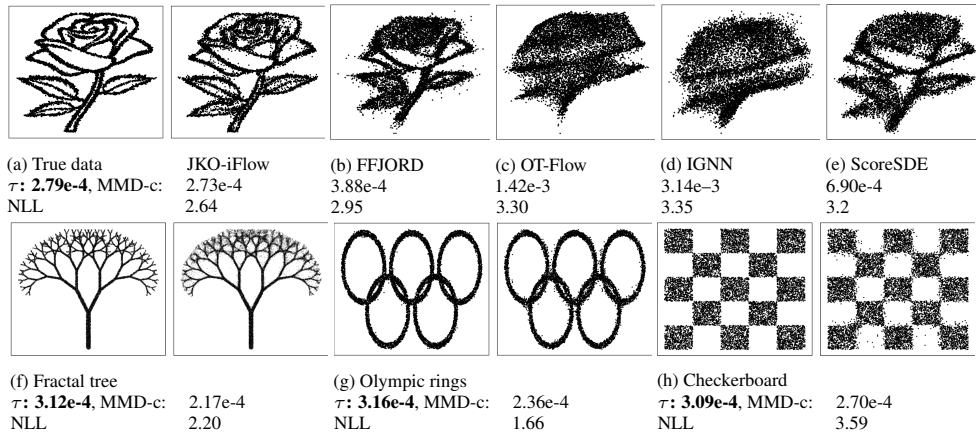 (a) True data JKO-iFlow (b) FFJORD (c) OT-Flow (d) IGNN (e) ScoreSDE
τ: 2.79e-4, MMD-c: 2.73e-4 3.88e-4 1.42e-3 3.14e–3 6.90e-4
NLL 2.64 2.95 3.30 3.35 3.2
(f) Fractal tree (g) Olympic rings (h) Checkerboard
τ: 3.12e-4, MMD-c: 2.17e-4 τ: 3.16e-4, MMD-c: 2.36e-4 τ: 3.09e-4, MMD-c: 2.70e-4
NLL 2.20 NLL 1.66 NLL 3.59